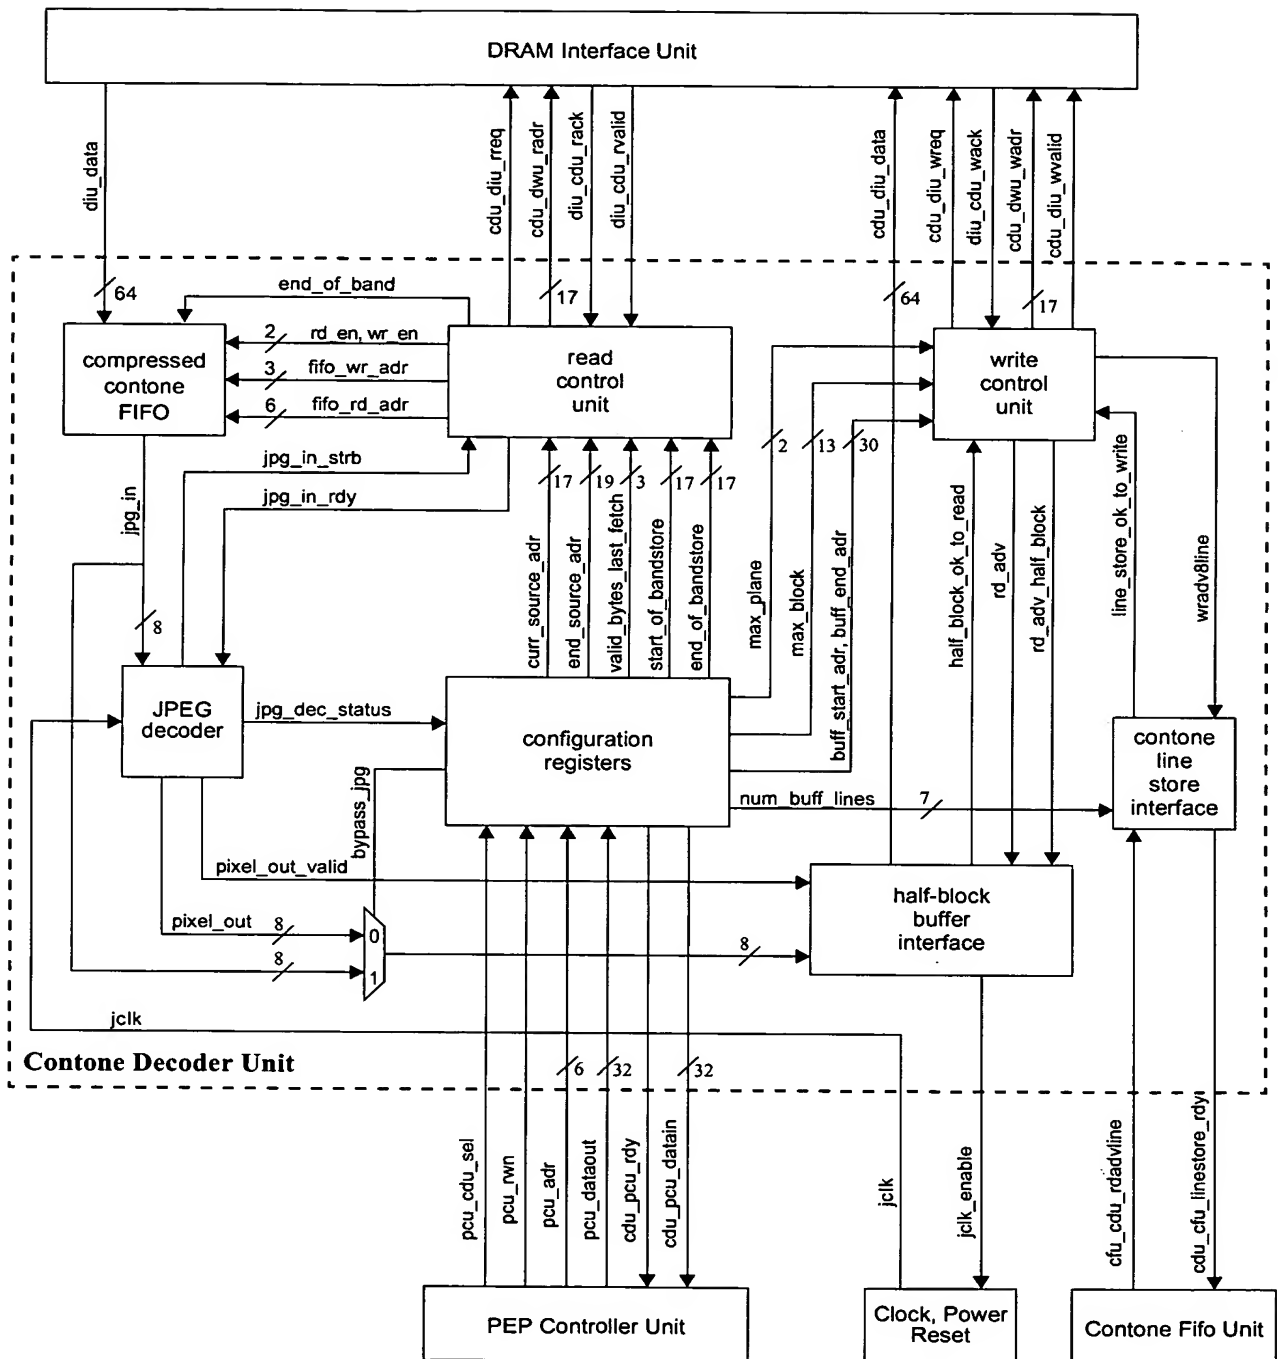 DRAM Interface Unit
diu_data
cdu_diu_rreq
cdu_dwu_radr
diu_cdu_rack
diu_cdu_rvalid
cdu_diu_data
cdu_diu_wreq
diu_cdu_wack
cdu_dwu_wadr
cdu_diu_wvalid
64
end_of_band
17
64
17
compressed
contone
FIFO
2
rd_en, wr_en
3
fifo_wr_adr
6
fifo_rd_adr
read
control
unit
write
control
unit
jpg_in
jpg_in_strb
jpg_in_rdy
17
19
3
17
17
2
13
30
curr_source_adr
end_source_adr
valid_bytes_last_fetch
start_of_bandstore
end_of_bandstore
max_plane
max_block
buff_start_adr, buff_end_adr
half_block_ok_to_read
rd_adv
rd_adv_half_block
line_store_ok_to_write
wradv8line
8
JPEG
decoder
jpg_dec_status
configuration
registers
contone
line
store
interface
bypass_jpg
num_buff_lines
7
pixel_out_valid
pixel_out
8
0
8
1
8
half-block
buffer
interface
jclk
Contone Decoder Unit
6
32
32
pcu_cdu_sel
pcu_rwn
pcu_adr
pcu_dataout
cdu_pcu_rdy
cdu_pcu_datain
jclk
jclk_enable
cfu_cdu_rdadvline
cdu_cfu_linestore_rdy
PEP Controller Unit
Clock, Power
Reset
Contone Fifo Unit